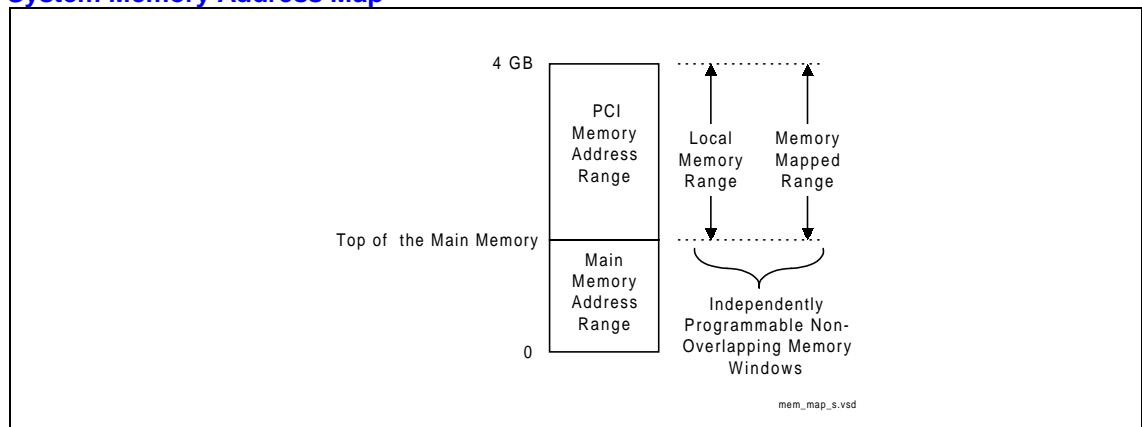 System Memory Address Map
4 GB
PCI
Memory
Address
Range
Local
Memory
Range
Memory
Mapped
Range
Top of the Main Memory
Main
Memory
Address
Range
0
Independently
Programmable Non-
Overlapping Memory
Windows
mem_map_s.vsd